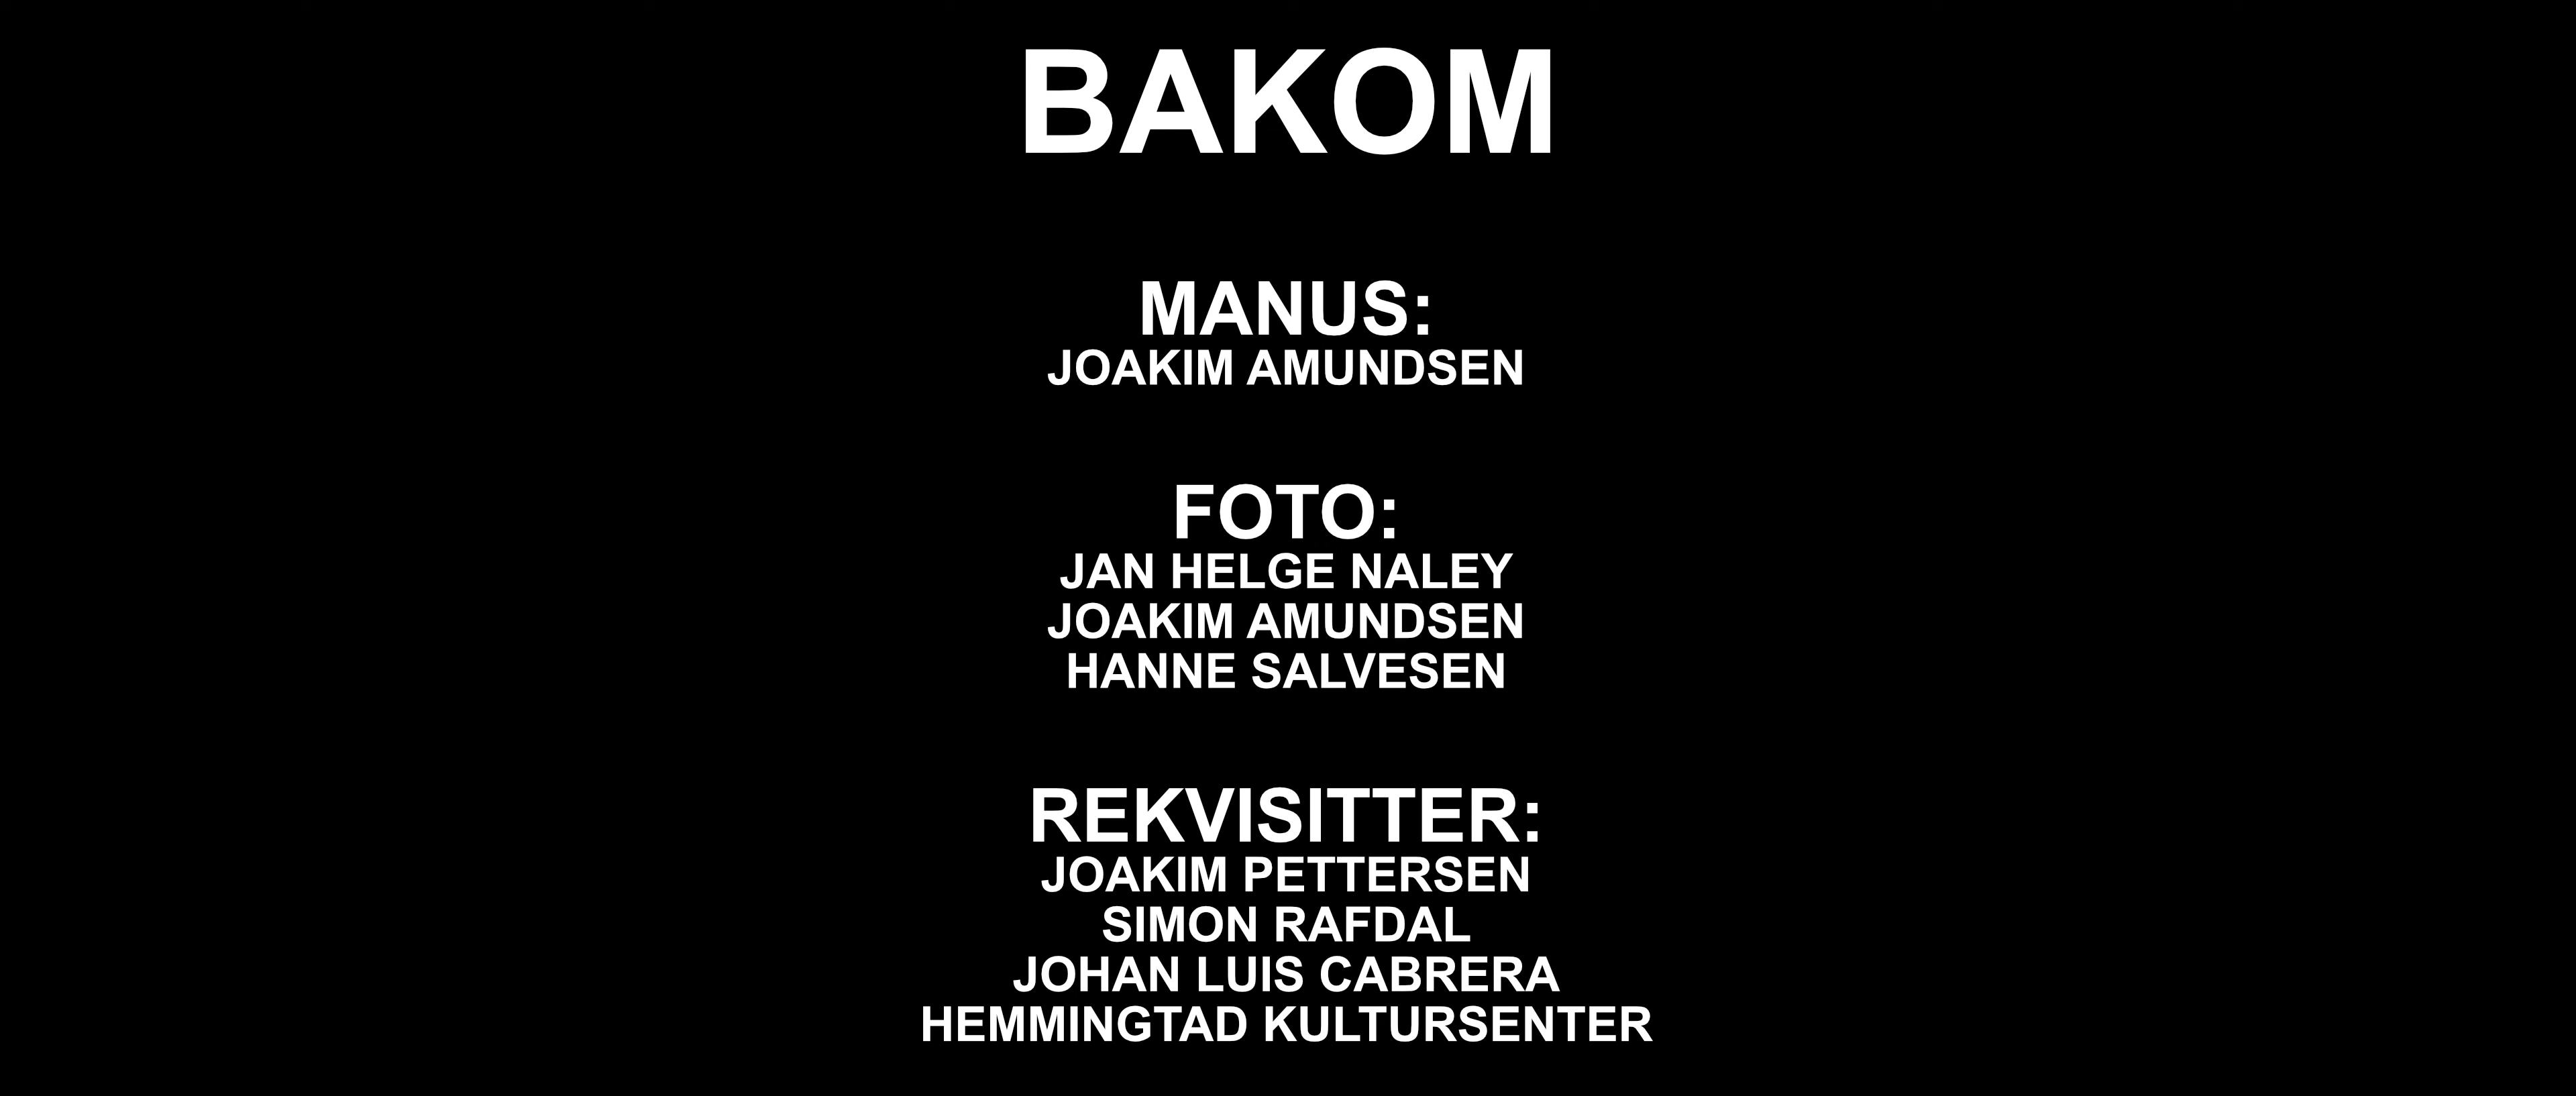 BAKOM
MANUS:
JOAKIM AMUNDSEN
FOTO:
JAN HELGE NALEY
JOAKIM AMUNDSEN
HANNE SALVESEN
REKVISITTER:
JOAKIM PETTERSEN
SIMON RAFDAL
JOHAN LUIS CABRERA
HEMMINGTAD KULTURSENTER